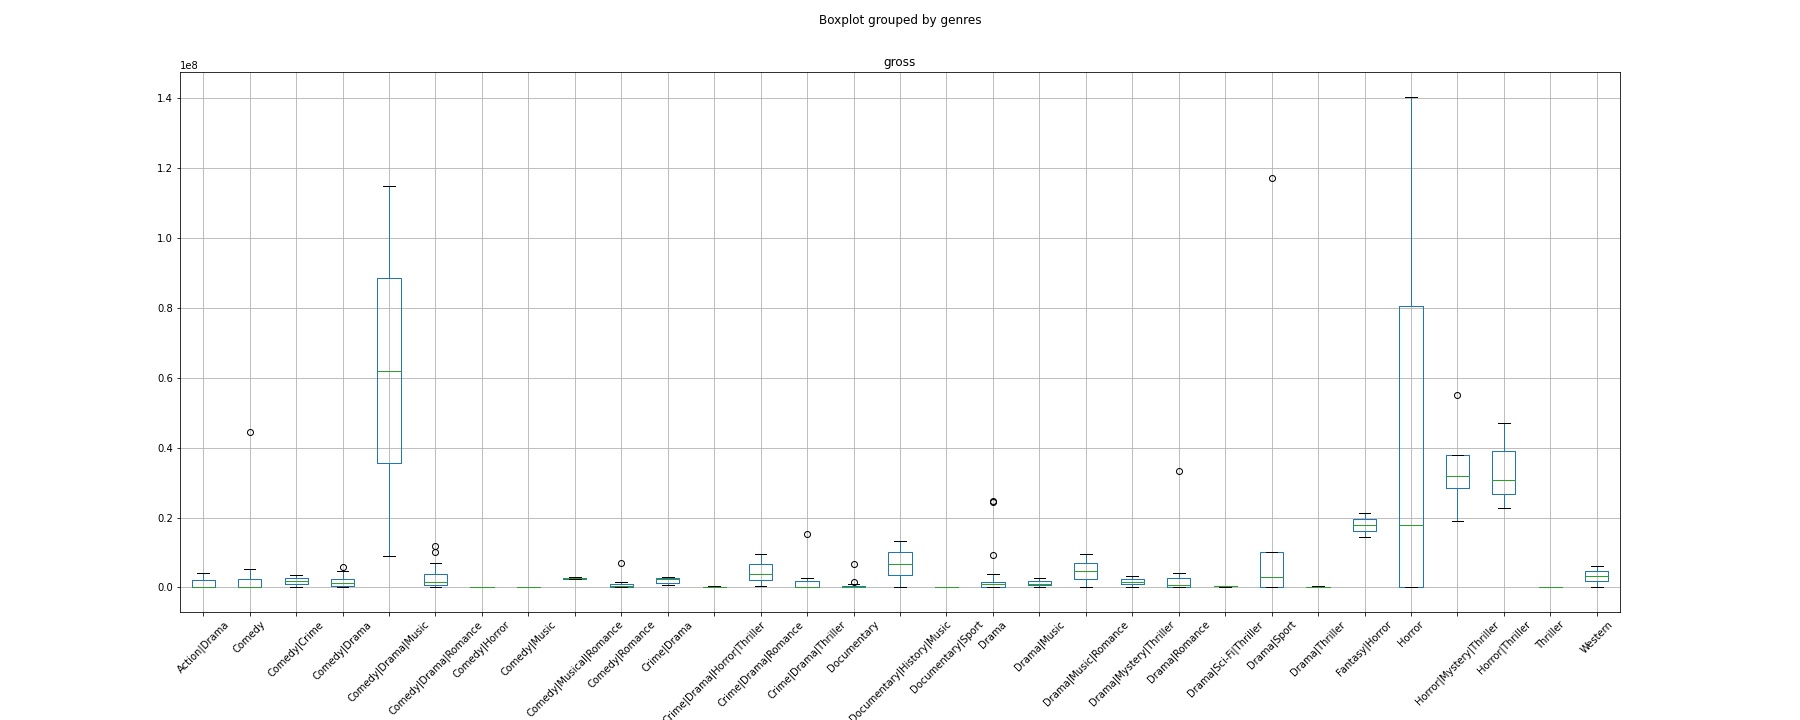 Boxplot grouped by genres
gross
1e8
1.4
1.2
1.0
0.8
0.6
0.4
0.2
0.0
Action|Drama
Comedy
Comedy|Crime
Comedy|Drama
Comedy|Drama|Music
Comedy|Drama|Romance
Comedy|Horror
Comedy|Music
Comedy|Musical|Romance
Comedy|Romance
Crime|Drama
Crime|Drama|Horror|Thriller
Crime|Drama|Romance
Crime|Drama|Thriller
Documentary
Documentary|History|Music
Documentary|Sport
Drama
Drama|Music
Drama|Music|Romance
Drama|Mystery|Thriller
Drama|Romance
Drama|Sci-Fi|Thriller
Drama|Sport
Drama|Thriller
Fantasy|Horror
Horror
Horror|Mystery|Thriller
Horror|Thriller
Thriller
Western